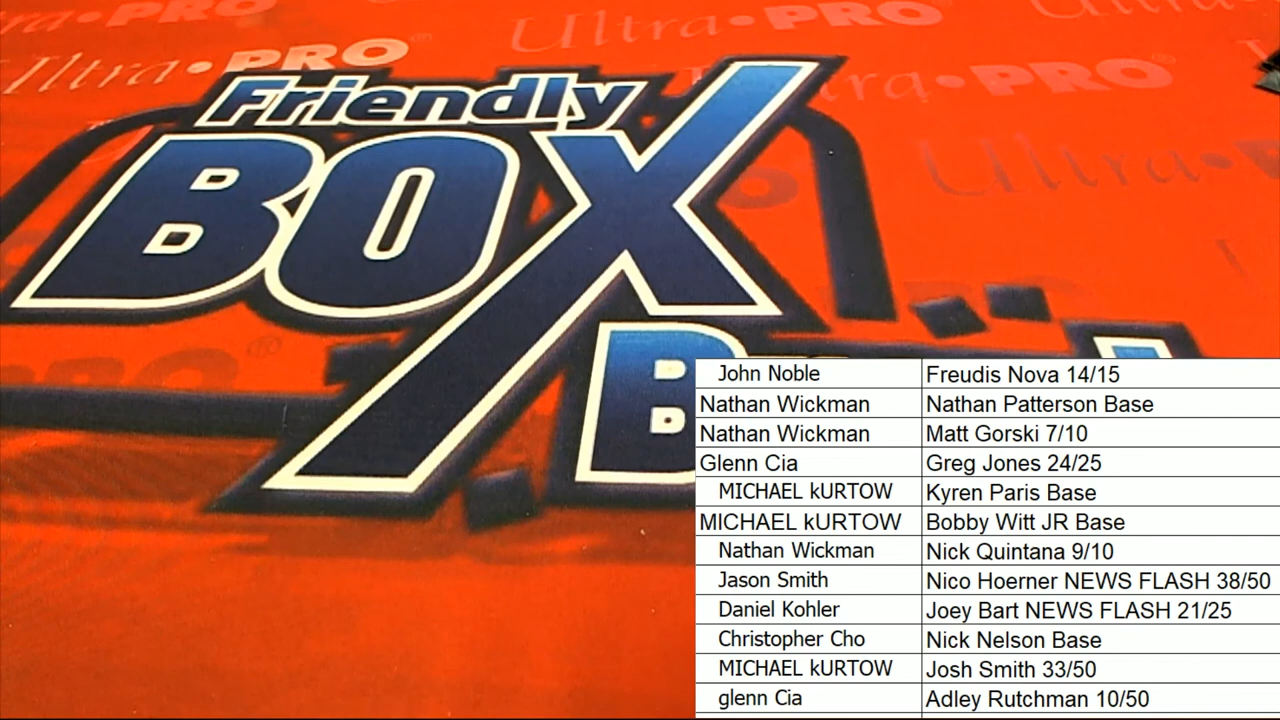 Ultra•PRO®
Ultra•PRO
Ultra•PRO
Friendly
BOX
B
PRO®
John Noble Freudis Nova 14/15
Nathan Wickman Nathan Patterson Base
Nathan Wickman Matt Gorski 7/10
Glenn Cia Greg Jones 24/25
MICHAEL kURTOW Kyren Paris Base
MICHAEL kURTOW Bobby Witt JR Base
Nathan Wickman Nick Quintana 9/10
Jason Smith Nico Hoerner NEWS FLASH 38/50
Daniel Kohler Joey Bart NEWS FLASH 21/25
Christopher Cho Nick Nelson Base
MICHAEL kURTOW Josh Smith 33/50
glenn Cia Adley Rutchman 10/50